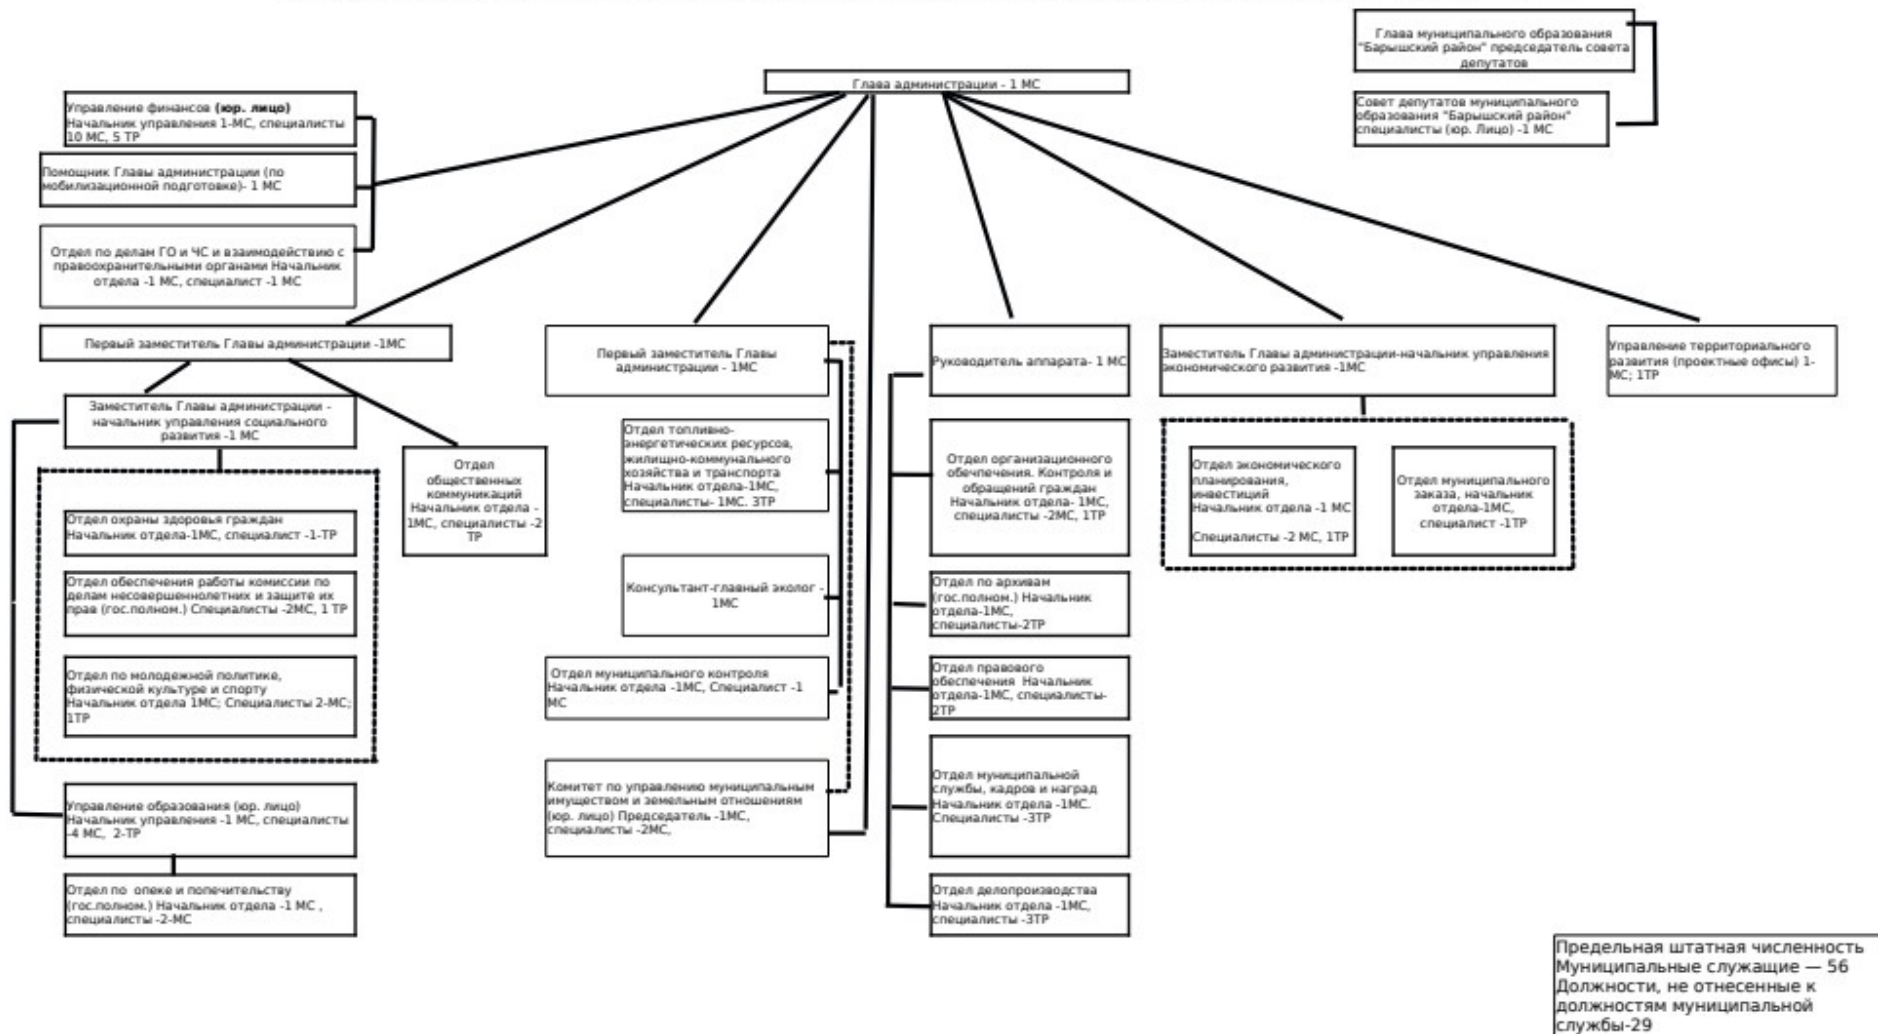 Глава муниципального образования
"Барышский район" председатель совета
депутатов
Глава администрации - 1 МС
Управление финансов (юр. лицо)
Начальник управления 1-МС, специалисты
10 МС, 5 ТР
Совет депутатов муниципального
образования "Барышский район"
специалисты (юр. Лицо) -1 МС
Помощник Главы администрации (по
мобилизационной подготовке)- 1 МС
Отдел по делам ГО и ЧС и взаимодействию с
правоохранительными органами Начальник
отдела -1 МС, специалист -1 МС
Первый заместитель Главы администрации -1МС
Первый заместитель Главы
администрации - 1МС
Руководитель аппарата- 1 МС
Заместитель Главы администрации-начальник управления
экономического развития -1МС
Управление территориального
развития (проектные офисы) 1-
МС; 1ТР
Заместитель Главы администрации -
начальник управления социального
развития -1 МС
Отдел
общественных
коммуникаций
Начальник отдела -
1МС, специалисты -2
ТР
Отдел охраны здоровья граждан
Начальник отдела-1МС, специалист -1-ТР
Отдел обеспечения работы комиссии по
делам несовершеннолетних и защите их
прав (гос.полном.) Специалисты -2МС, 1 ТР
Отдел по молодежной политике,
физической культуре и спорту
Начальник отдела 1МС; Специалисты 2-МС;
1ТР
Управление образования (юр. лицо)
Начальник управления -1 МС, специалисты
-4 МС, 2-ТР
Отдел по опеке и попечительству
(гос.полном.) Начальник отдела -1 МС ,
специалисты -2-МС
Отдел топливно-
энергетических ресурсов,
жилищно-коммунального
хозяйства и транспорта
Начальник отдела-1МС,
специалисты- 1МС. 3ТР
Консультант-главный эколог -
1МС
Отдел муниципального контроля
Начальник отдела -1МС, Специалист -1
МС
Комитет по управлению муниципальным
имуществом и земельным отношениям
(юр. лицо) Председатель -1МС,
специалисты -2МС,
Отдел организационного
обечпечения. Контроля и
обращений граждан
Начальник отдела- 1МС,
специалисты -2МС, 1ТР
Отдел по архивам
(гос.полном.) Начальник
отдела-1МС,
специалисты-2ТР
Отдел правового
обеспечения Начальник
отдела-1МС, специалисты-
2ТР
Отдел муниципальной
службы, кадров и наград
Начальник отдела -1МС.
Специалисты -3ТР
Отдел делопроизводства
Начальник отдела -1МС,
специалисты -3ТР
Отдел экономического
планирования,
инвестиций
Начальник отдела -1 МС
Специалисты -2 МС, 1ТР
Отдел муниципального
заказа, начальник
отдела-1МС,
специалист -1ТР
Предельная штатная численность
Муниципальные служащие — 56
Должности, не отнесенные к
должностям муниципальной
службы-29